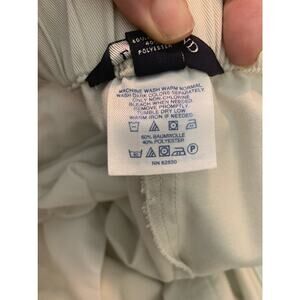 POLYESTER
MACHINE WASH WARM NORMAL
WASH DARK COLORS SEPARATELY
ONLY NON-CHLORINE
BLEACH WHEN NEEDED
REMOVE PROMPTLY
TUMBLE DRY LOW
WARM IRON IF NEEDED
60% BAUMWOLLE
40% POLYESTER
P
RN 62830